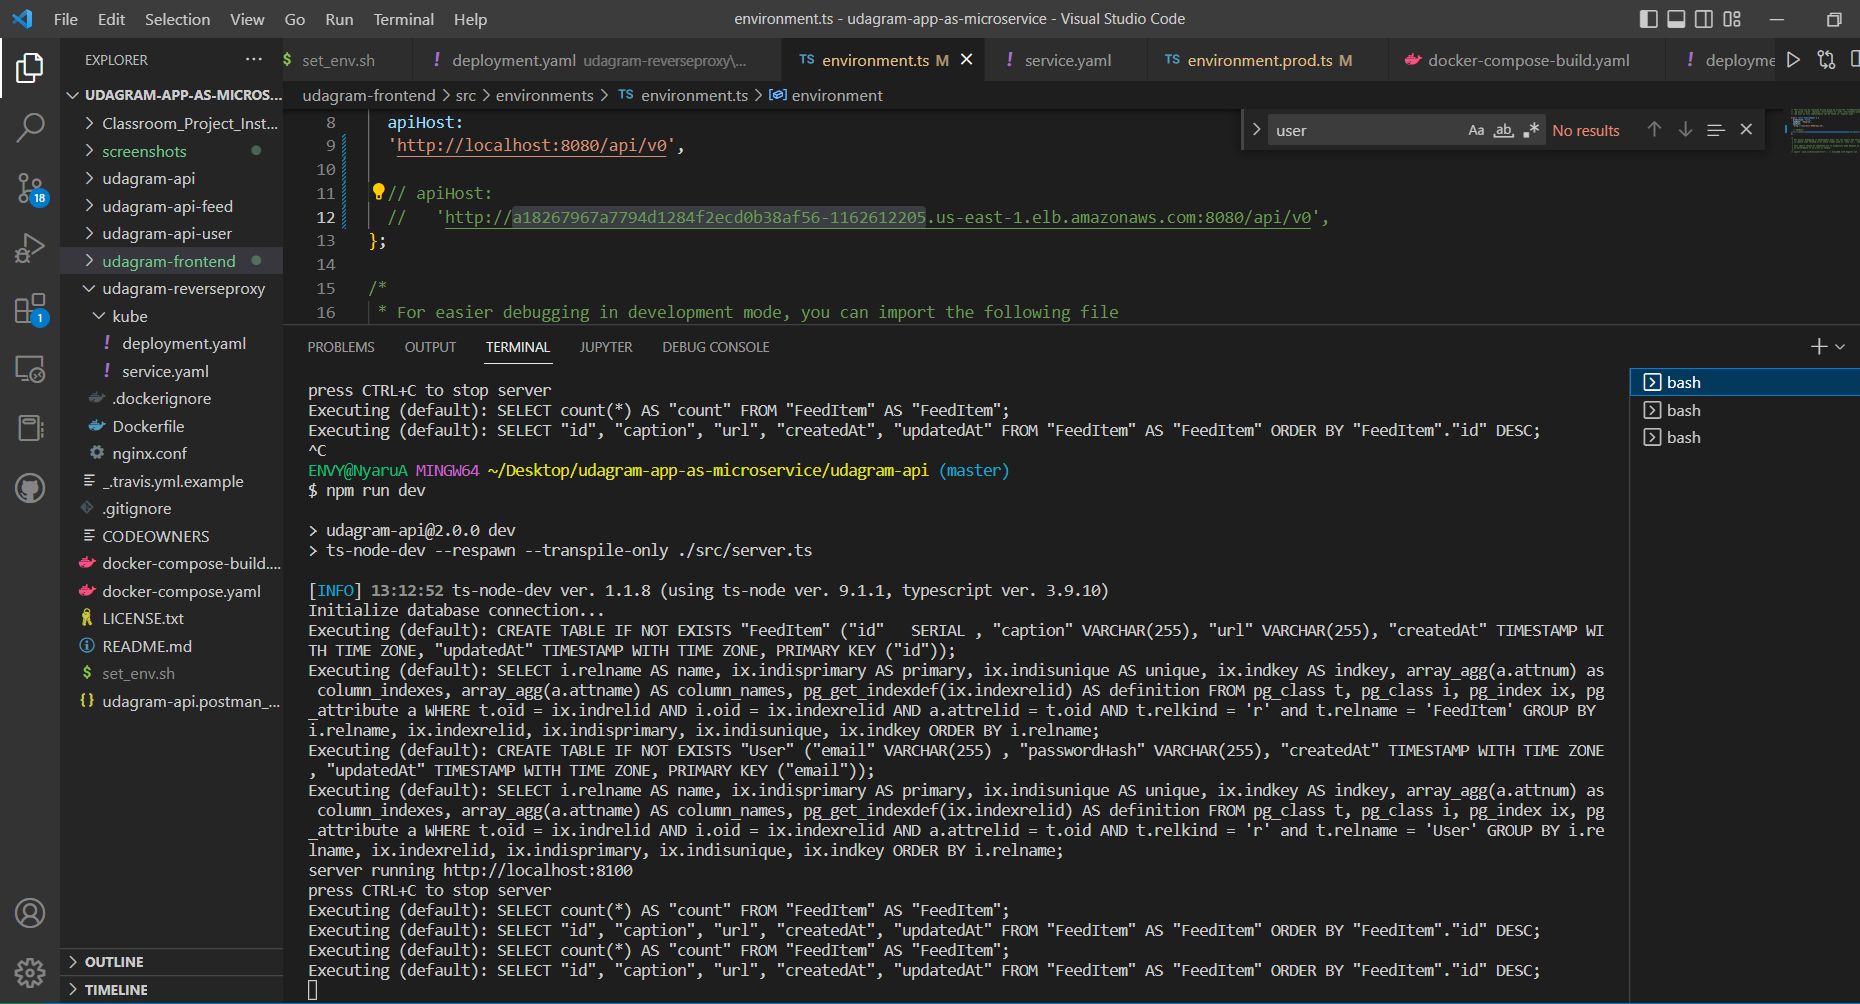 File Edit Selection View Go Run Terminal Help
environment.ts - udagram-app-as-microservice - Visual Studio Code
EXPLORER ···
UDAGRAM-APP-AS-MICROS...
Classroom_Project_Inst...
screenshots
udagram-api
udagram-api-feed
udagram-api-user
udagram-frontend
udagram-reverseproxy
kube
! deployment.yaml
! service.yaml
.dockerignore
Dockerfile
nginx.conf
_.travis.yml.example
.gitignore
CODEOWNERS
docker-compose-build....
docker-compose.yaml
LICENSE.txt
README.md
$ set_env.sh
{} udagram-api.postman_...
OUTLINE
TIMELINE
18
1
$ set_env.sh
! deployment.yaml udagram-reverseproxy\...
TS environment.ts M
! service.yaml
TS environment.prod.ts M
docker-compose-build.yaml
! deployme
udagram-frontend > src > environments > TS environment.ts > environment
user Aa ab No results
8 apiHost:
9 'http://localhost:8080/api/v0',
10
11 // apiHost:
12 // 'http://a18267967a7794d1284f2ecd0b38af56-1162612205.us-east-1.elb.amazonaws.com:8080/api/v0',
13 };
14
15 /*
16 * For easier debugging in development mode, you can import the following file
PROBLEMS OUTPUT TERMINAL JUPYTER DEBUG CONSOLE
press CTRL+C to stop server
Executing (default): SELECT count(*) AS "count" FROM "FeedItem" AS "FeedItem";
Executing (default): SELECT "id", "caption", "url", "createdAt", "updatedAt" FROM "FeedItem" AS "FeedItem" ORDER BY "FeedItem"."id" DESC;
^C
ENVY@NyaruA MINGW64 ~/Desktop/udagram-app-as-microservice/udagram-api (master)
$ npm run dev
> udagram-api@2.0.0 dev
> ts-node-dev --respawn --transpile-only ./src/server.ts
[INFO] 13:12:52 ts-node-dev ver. 1.1.8 (using ts-node ver. 9.1.1, typescript ver. 3.9.10)
Initialize database connection...
Executing (default): CREATE TABLE IF NOT EXISTS "FeedItem" ("id"   SERIAL , "caption" VARCHAR(255), "url" VARCHAR(255), "createdAt" TIMESTAMP WI
TH TIME ZONE, "updatedAt" TIMESTAMP WITH TIME ZONE, PRIMARY KEY ("id"));
Executing (default): SELECT i.relname AS name, ix.indisprimary AS primary, ix.indisunique AS unique, ix.indkey AS indkey, array_agg(a.attnum) as
 column_indexes, array_agg(a.attname) AS column_names, pg_get_indexdef(ix.indexrelid) AS definition FROM pg_class t, pg_class i, pg_index ix, pg
_attribute a WHERE t.oid = ix.indrelid AND i.oid = ix.indexrelid AND a.attrelid = t.oid AND t.relkind = 'r' and t.relname = 'FeedItem' GROUP BY
i.relname, ix.indexrelid, ix.indisprimary, ix.indisunique, ix.indkey ORDER BY i.relname;
Executing (default): CREATE TABLE IF NOT EXISTS "User" ("email" VARCHAR(255) , "passwordHash" VARCHAR(255), "createdAt" TIMESTAMP WITH TIME ZONE
, "updatedAt" TIMESTAMP WITH TIME ZONE, PRIMARY KEY ("email"));
Executing (default): SELECT i.relname AS name, ix.indisprimary AS primary, ix.indisunique AS unique, ix.indkey AS indkey, array_agg(a.attnum) as
 column_indexes, array_agg(a.attname) AS column_names, pg_get_indexdef(ix.indexrelid) AS definition FROM pg_class t, pg_class i, pg_index ix, pg
_attribute a WHERE t.oid = ix.indrelid AND i.oid = ix.indexrelid AND a.attrelid = t.oid AND t.relkind = 'r' and t.relname = 'User' GROUP BY i.re
lname, ix.indexrelid, ix.indisprimary, ix.indisunique, ix.indkey ORDER BY i.relname;
server running http://localhost:8100
press CTRL+C to stop server
Executing (default): SELECT count(*) AS "count" FROM "FeedItem" AS "FeedItem";
Executing (default): SELECT "id", "caption", "url", "createdAt", "updatedAt" FROM "FeedItem" AS "FeedItem" ORDER BY "FeedItem"."id" DESC;
Executing (default): SELECT count(*) AS "count" FROM "FeedItem" AS "FeedItem";
Executing (default): SELECT "id", "caption", "url", "createdAt", "updatedAt" FROM "FeedItem" AS "FeedItem" ORDER BY "FeedItem"."id" DESC;
bash
bash
bash